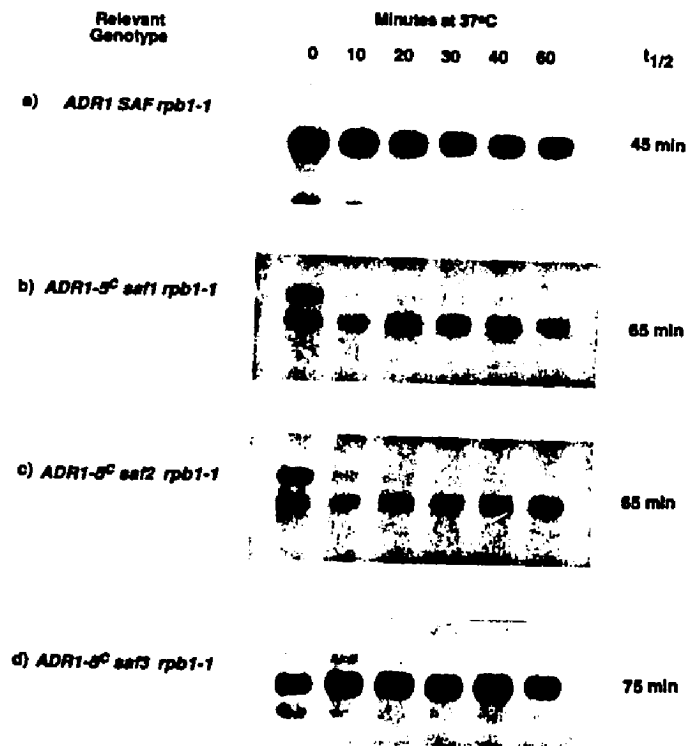 Relevant Genotype
Minutes at 37°C
0 10 20 30 40 60 t1/2
a) ADR1 SAF rpb1-1 45 min
b) ADR1-5c saf1 rpb1-1 65 min
c) ADR1-5c saf2 rpb1-1 65 min
d) ADR1-5c saf3 rpb1-1 75 min